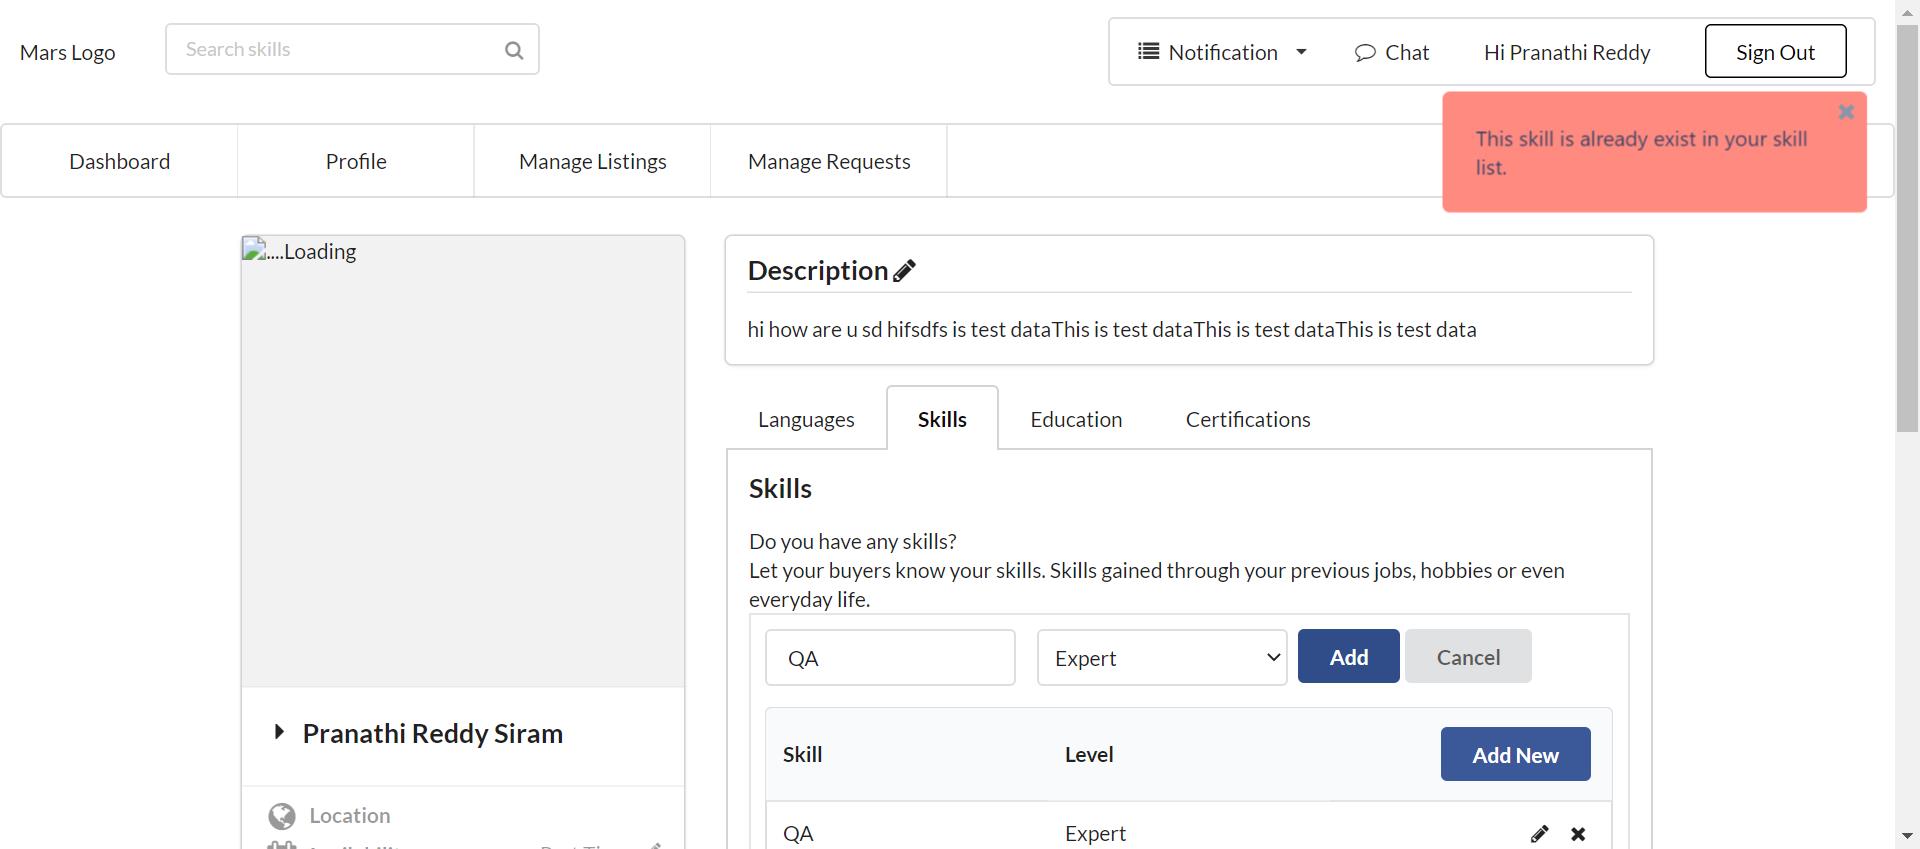 Mars Logo
Search skills
Notification
Chat
Hi Pranathi Reddy
Sign Out
This skill is already exist in your skill
list.
Dashboard
Profile
Manage Listings
Manage Requests
....Loading
Description
hi how are u sd hifsdfs is test dataThis is test dataThis is test dataThis is test data
Languages
Skills
Education
Certifications
Skills
Do you have any skills?
Let your buyers know your skills. Skills gained through your previous jobs, hobbies or even
everyday life.
QA
Expert
Add
Cancel
Skill
Level
Add New
QA
Expert
Pranathi Reddy Siram
Location